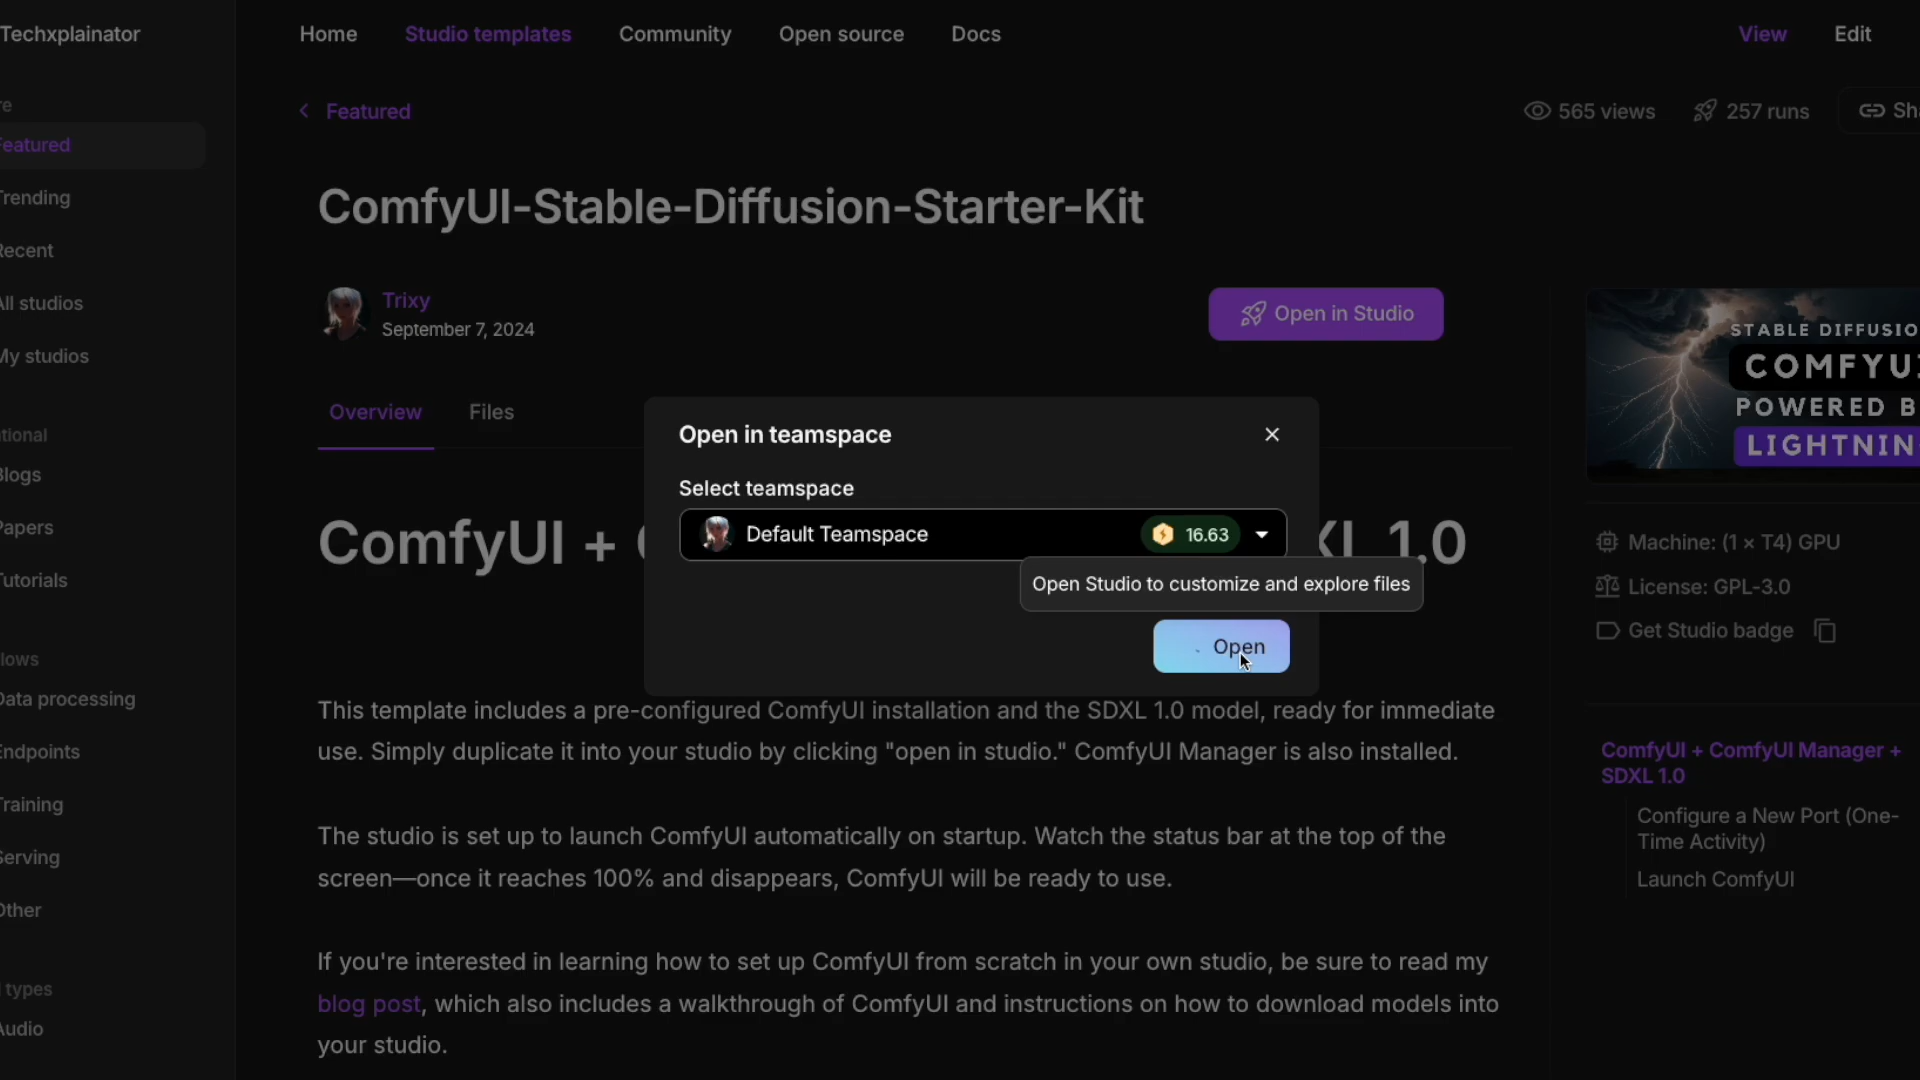 Techxplainator
Home
Studio templates
Community
Open source
Docs
View
Edit
re
Featured
Trending
Recent
All studios
My studios
tional
Blogs
Papers
Tutorials
lows
Data processing
Endpoints
Training
Serving
Other
types
Audio
Featured
565 views
257 runs
Sha
ComfyUI-Stable-Diffusion-Starter-Kit
Trixy
September 7, 2024
Open in Studio
Overview
Files
Open in teamspace
Select teamspace
Default Teamspace
16.63
Open Studio to customize and explore files
Open
ComfyUI + XL 1.0
This template includes a pre-configured ComfyUI installation and the SDXL 1.0 model, ready for immediate
use. Simply duplicate it into your studio by clicking "open in studio." ComfyUI Manager is also installed.
The studio is set up to launch ComfyUI automatically on startup. Watch the status bar at the top of the
screen—once it reaches 100% and disappears, ComfyUI will be ready to use.
If you're interested in learning how to set up ComfyUI from scratch in your own studio, be sure to read my
blog post, which also includes a walkthrough of ComfyUI and instructions on how to download models into
your studio.
STABLE DIFFUSIO
COMFYUI
POWERED B
LIGHTNIN
Machine: (1 × T4) GPU
License: GPL-3.0
Get Studio badge
ComfyUI + ComfyUI Manager +
SDXL 1.0
Configure a New Port (One-
Time Activity)
Launch ComfyUI